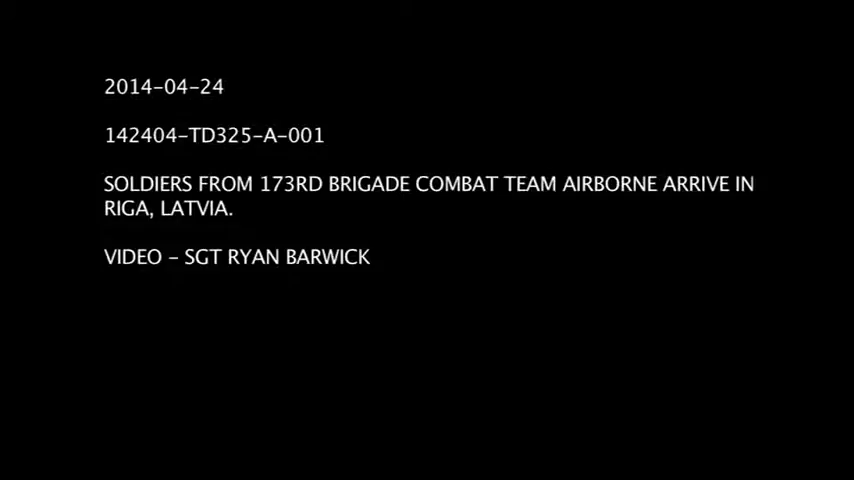 2014-04-24
142404-TD325-A-001
SOLDIERS FROM 173RD BRIGADE COMBAT TEAM AIRBORNE ARRIVE IN
RIGA, LATVIA.
VIDEO - SGT RYAN BARWICK